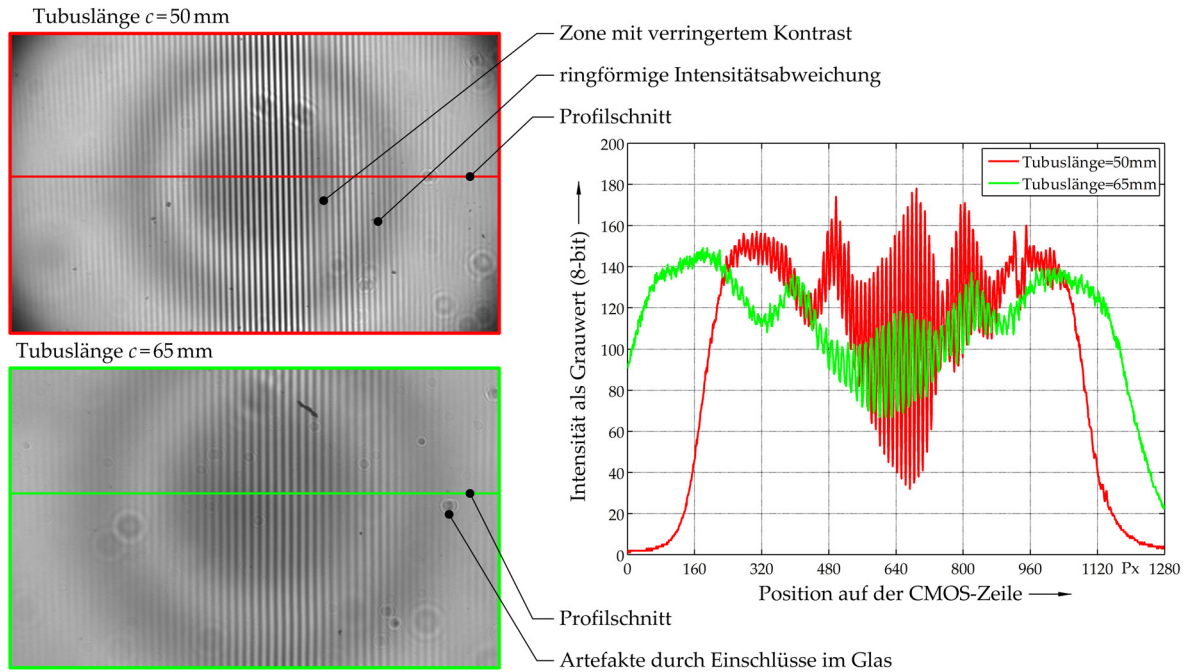 Tubuslänge c = 50 mm
Zone mit verringertem Kontrast
ringförmige Intensitätsabweichung
Profilschnitt
Tubuslänge c = 65 mm
Profilschnitt
Artefakte durch Einschlüsse im Glas
Intensität als Grauwert (8-bit)
200
180
160
140
120
100
80
60
40
20
0
Tubuslänge=50mm
Tubuslänge=65mm
0 160 320 480 640 800 960 1120 Px 1280
Position auf der CMOS-Zeile